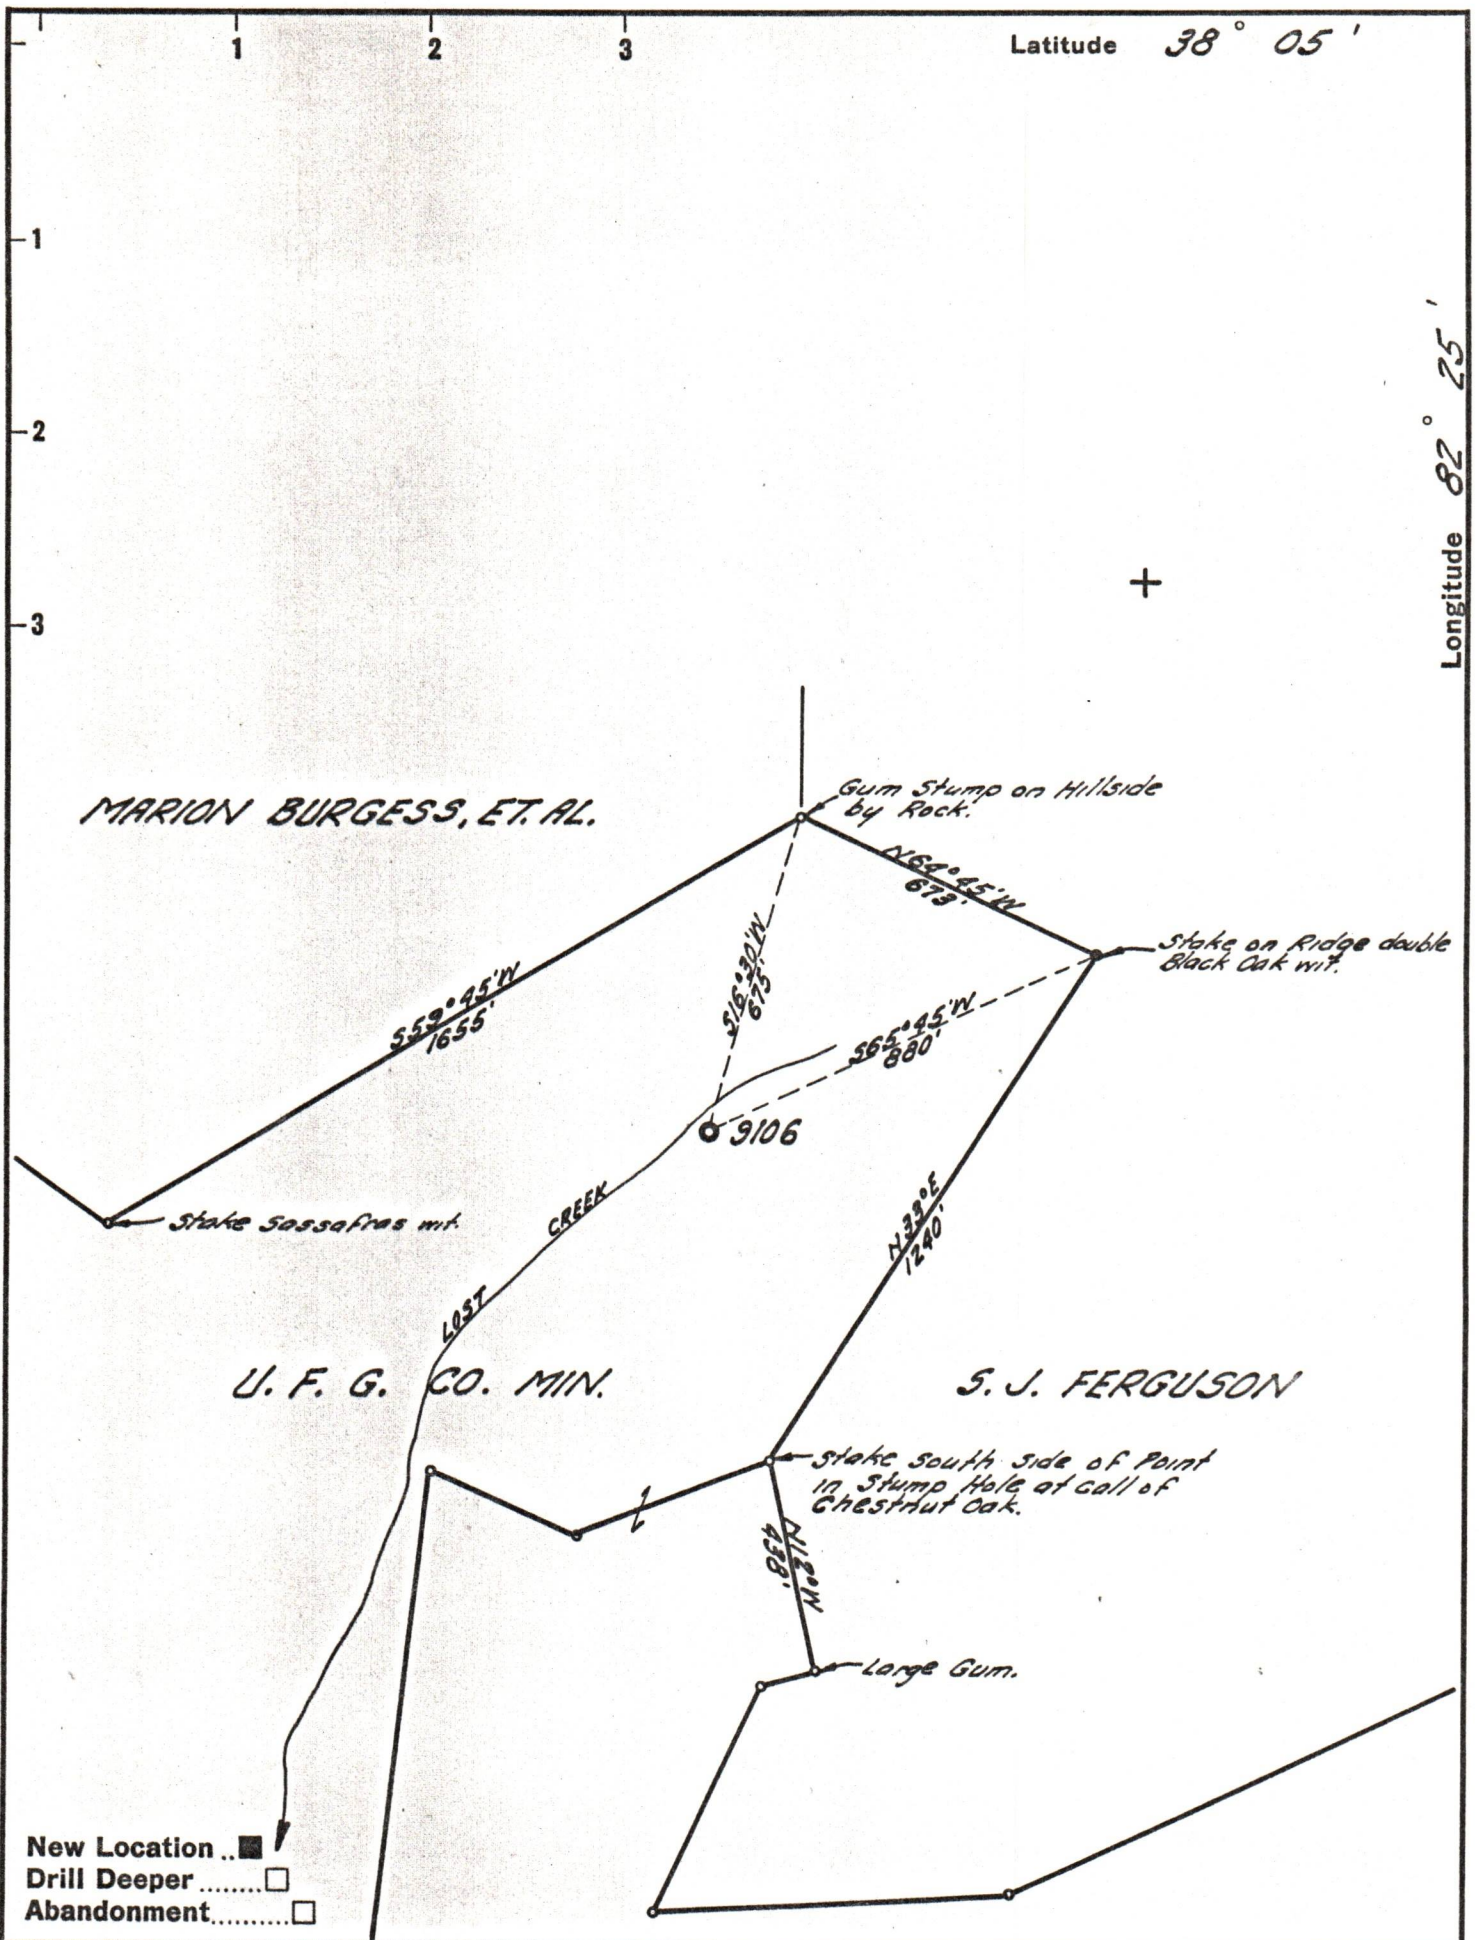 1 2 3 Latitude 38° 05'
1
2
3
Longitude 82° 25'
MARION BURGESS, ET. AL.
Gum Stump on Hillside
by Rock.
N64°45'W
673'
Stake on Ridge double
Black Oak wit.
S16°30'W
675'
S59°45'W
1655'
S65°45'W
880'
9106
Stake Sassafras wit.
LOST CREEK
N33°E
1240'
U. F. G. CO. MIN.
S. J. FERGUSON
Stake South Side of Point
in Stump Hole at call of
Chestnut Oak.
N12°W
438'
Large Gum.
New Location ..■
Drill Deeper ........□
Abandonment..........□